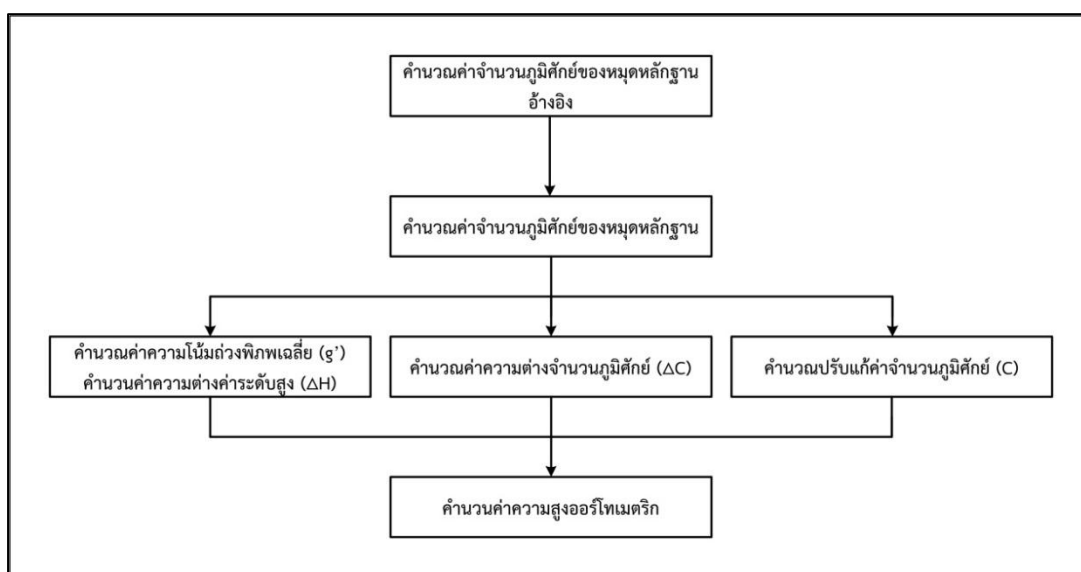 คำนวณค่าจำนวนภูมิศักย์ของหมุดหลักฐาน
อ้างอิง
คำนวณค่าจำนวนภูมิศักย์ของหมุดหลักฐาน
คำนวณค่าความโน้มถ่วงพิภพเฉลี่ย (g’)
คำนวนค่าความต่างค่าระดับสูง (△H)
คำนวณค่าความต่างจำนวนภูมิศักย์ (△C)
คำนวณปรับแก้ค่าจำนวนภูมิศักย์ (C)
คำนวนค่าความสูงออร์โทเมตริก